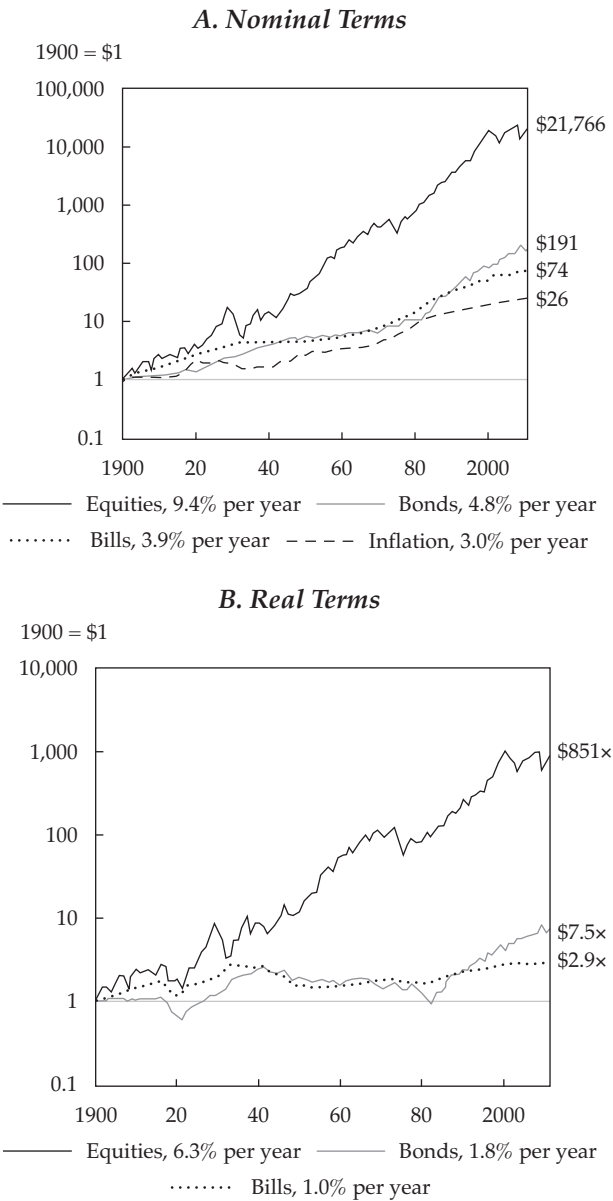 A. Nominal Terms
1900 = $1
100,000
10,000
1,000
100
10
1
0.1
$21,766
$191
$74
$26
1900 20 40 60 80 2000
Equities, 9.4% per year Bonds, 4.8% per year
Bills, 3.9% per year Inflation, 3.0% per year
B. Real Terms
1900 = $1
10,000
1,000
100
10
1
0.1
$851×
$7.5×
$2.9×
1900 20 40 60 80 2000
Equities, 6.3% per year Bonds, 1.8% per year
Bills, 1.0% per year